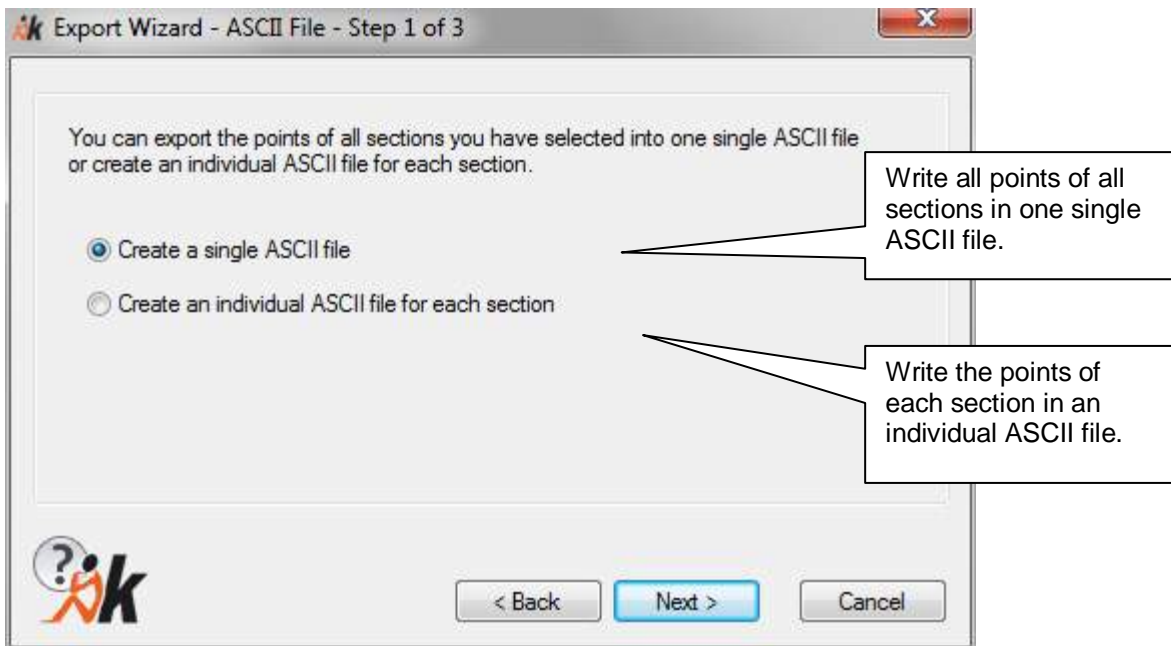 Export Wizard - ASCII File - Step 1 of 3
x
You can export the points of all sections you have selected into one single ASCII file
or create an individual ASCII file for each section.
Write all points of all
sections in one single
ASCII file.
Create a single ASCII file
Create an individual ASCII file for each section
Write the points of
each section in an
individual ASCII file.
? k
< Back
Next >
Cancel